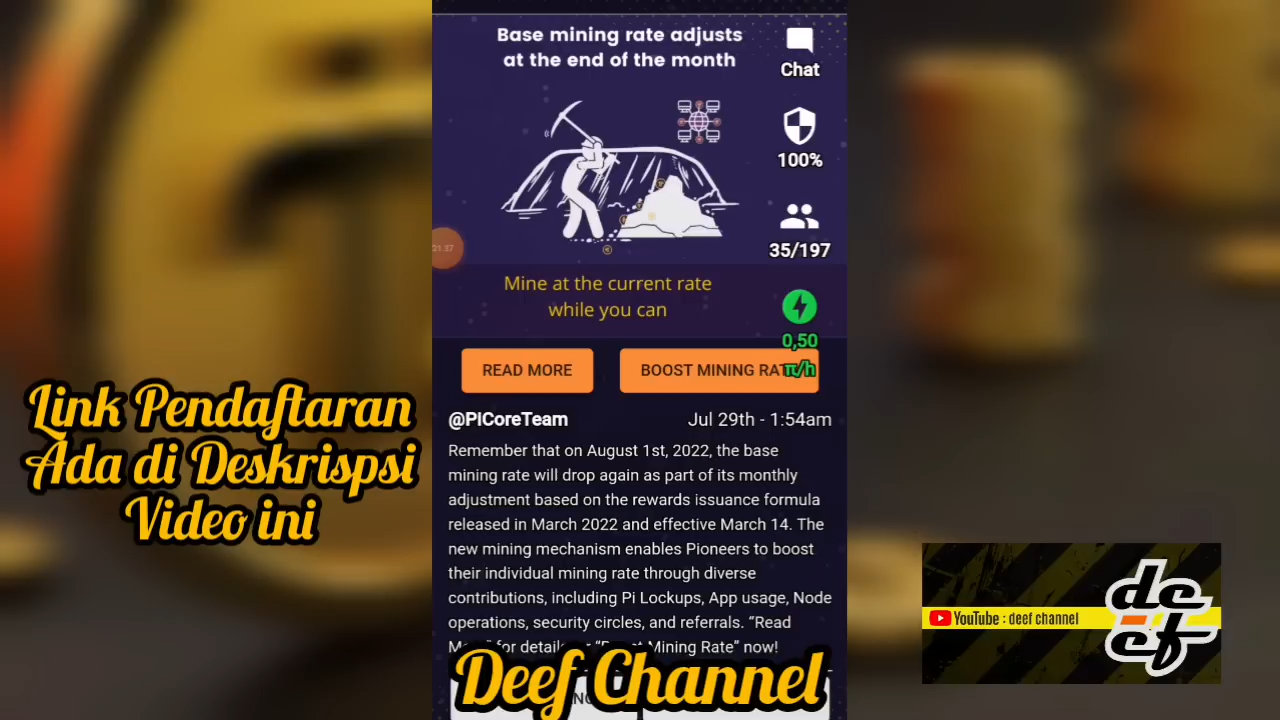 Base mining rate adjusts
at the end of the month
Chat
100%
35/197
21.37
Mine at the current rate
while you can
0,50
π/h
READ MORE
BOOST MINING
@PICoreTeam
Jul 29th - 1:54am
Remember that on August 1st, 2022, the base
mining rate will drop again as part of its monthly
adjustment based on the rewards issuance formula
released in March 2022 and effective March 14. The
new mining mechanism enables Pioneers to boost
their individual mining rate through diverse
contributions, including Pi Lockups, App usage, Node
operations, security circles, and referrals. “Read
for Mining Rate” now!
Link Pendaftaran
Ada di Deskrispsi
Video ini
Deef Channel
YouTube : deef channel
de
ef